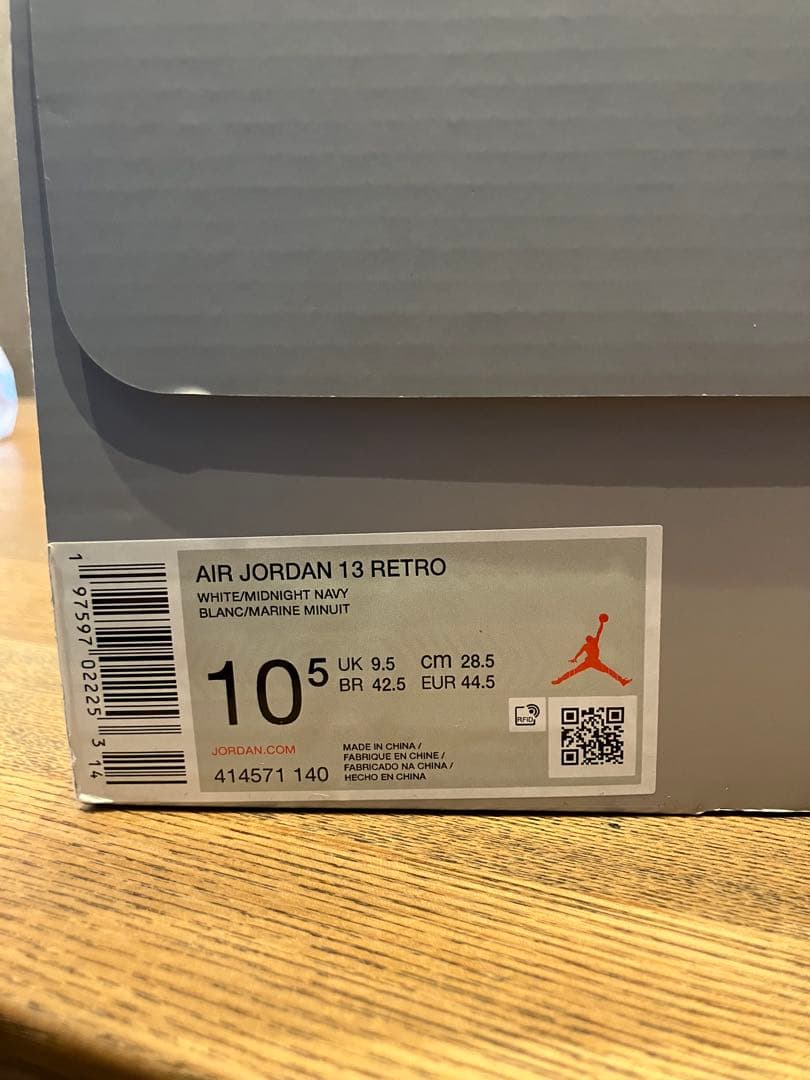 AIR JORDAN 13 RETRO
WHITE/MIDNIGHT NAVY
BLANC/MARINE MINUIT
10⁵
UK 9.5 cm 28.5
BR 42.5 EUR 44.5
JORDAN.COM
414571 140
MADE IN CHINA /
FABRIQUE EN CHINE /
FABRICADO NA CHINA /
HECHO EN CHINA
RFID
1 97597 02225 3 14